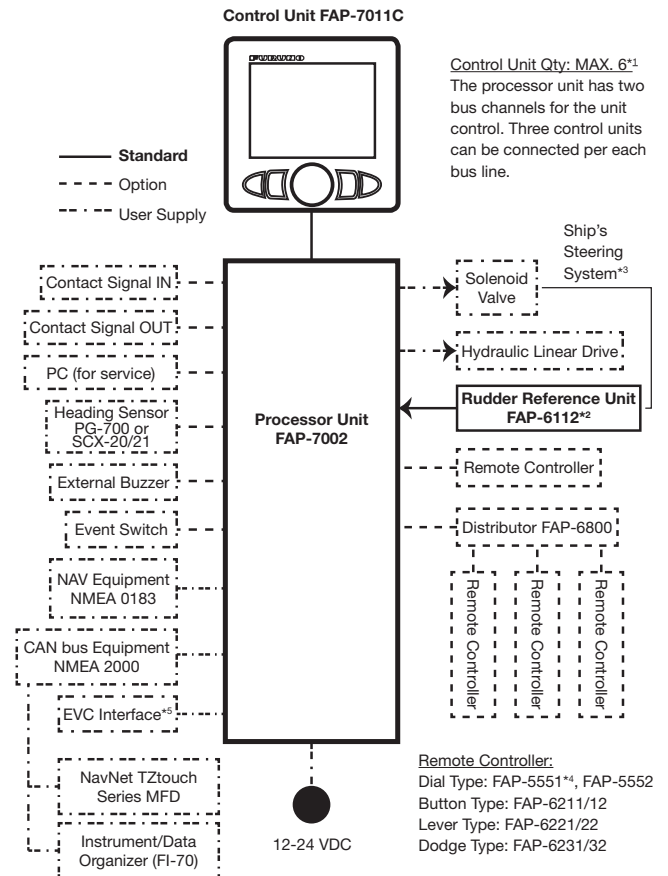 Control Unit FAP-7011C
FURUNO
Control Unit Qty: MAX. 6*1
The processor unit has two
bus channels for the unit
control. Three control units
can be connected per each
bus line.
Standard
Option
User Supply
Ship's
Steering
System*3
Contact Signal IN
Contact Signal OUT
PC (for service)
Heading Sensor
PG-700 or
SCX-20/21
External Buzzer
Event Switch
NAV Equipment
NMEA 0183
CAN bus Equipment
NMEA 2000
EVC Interface*5
NavNet TZtouch
Series MFD
Instrument/Data
Organizer (FI-70)
Processor Unit
FAP-7002
12-24 VDC
Solenoid
Valve
Hydraulic Linear Drive
Rudder Reference Unit
FAP-6112*2
Remote Controller
Distributor FAP-6800
Remote Controller
Remote Controller
Remote Controller
Remote Controller:
Dial Type: FAP-5551*4, FAP-5552
Button Type: FAP-6211/12
Lever Type: FAP-6221/22
Dodge Type: FAP-6231/32